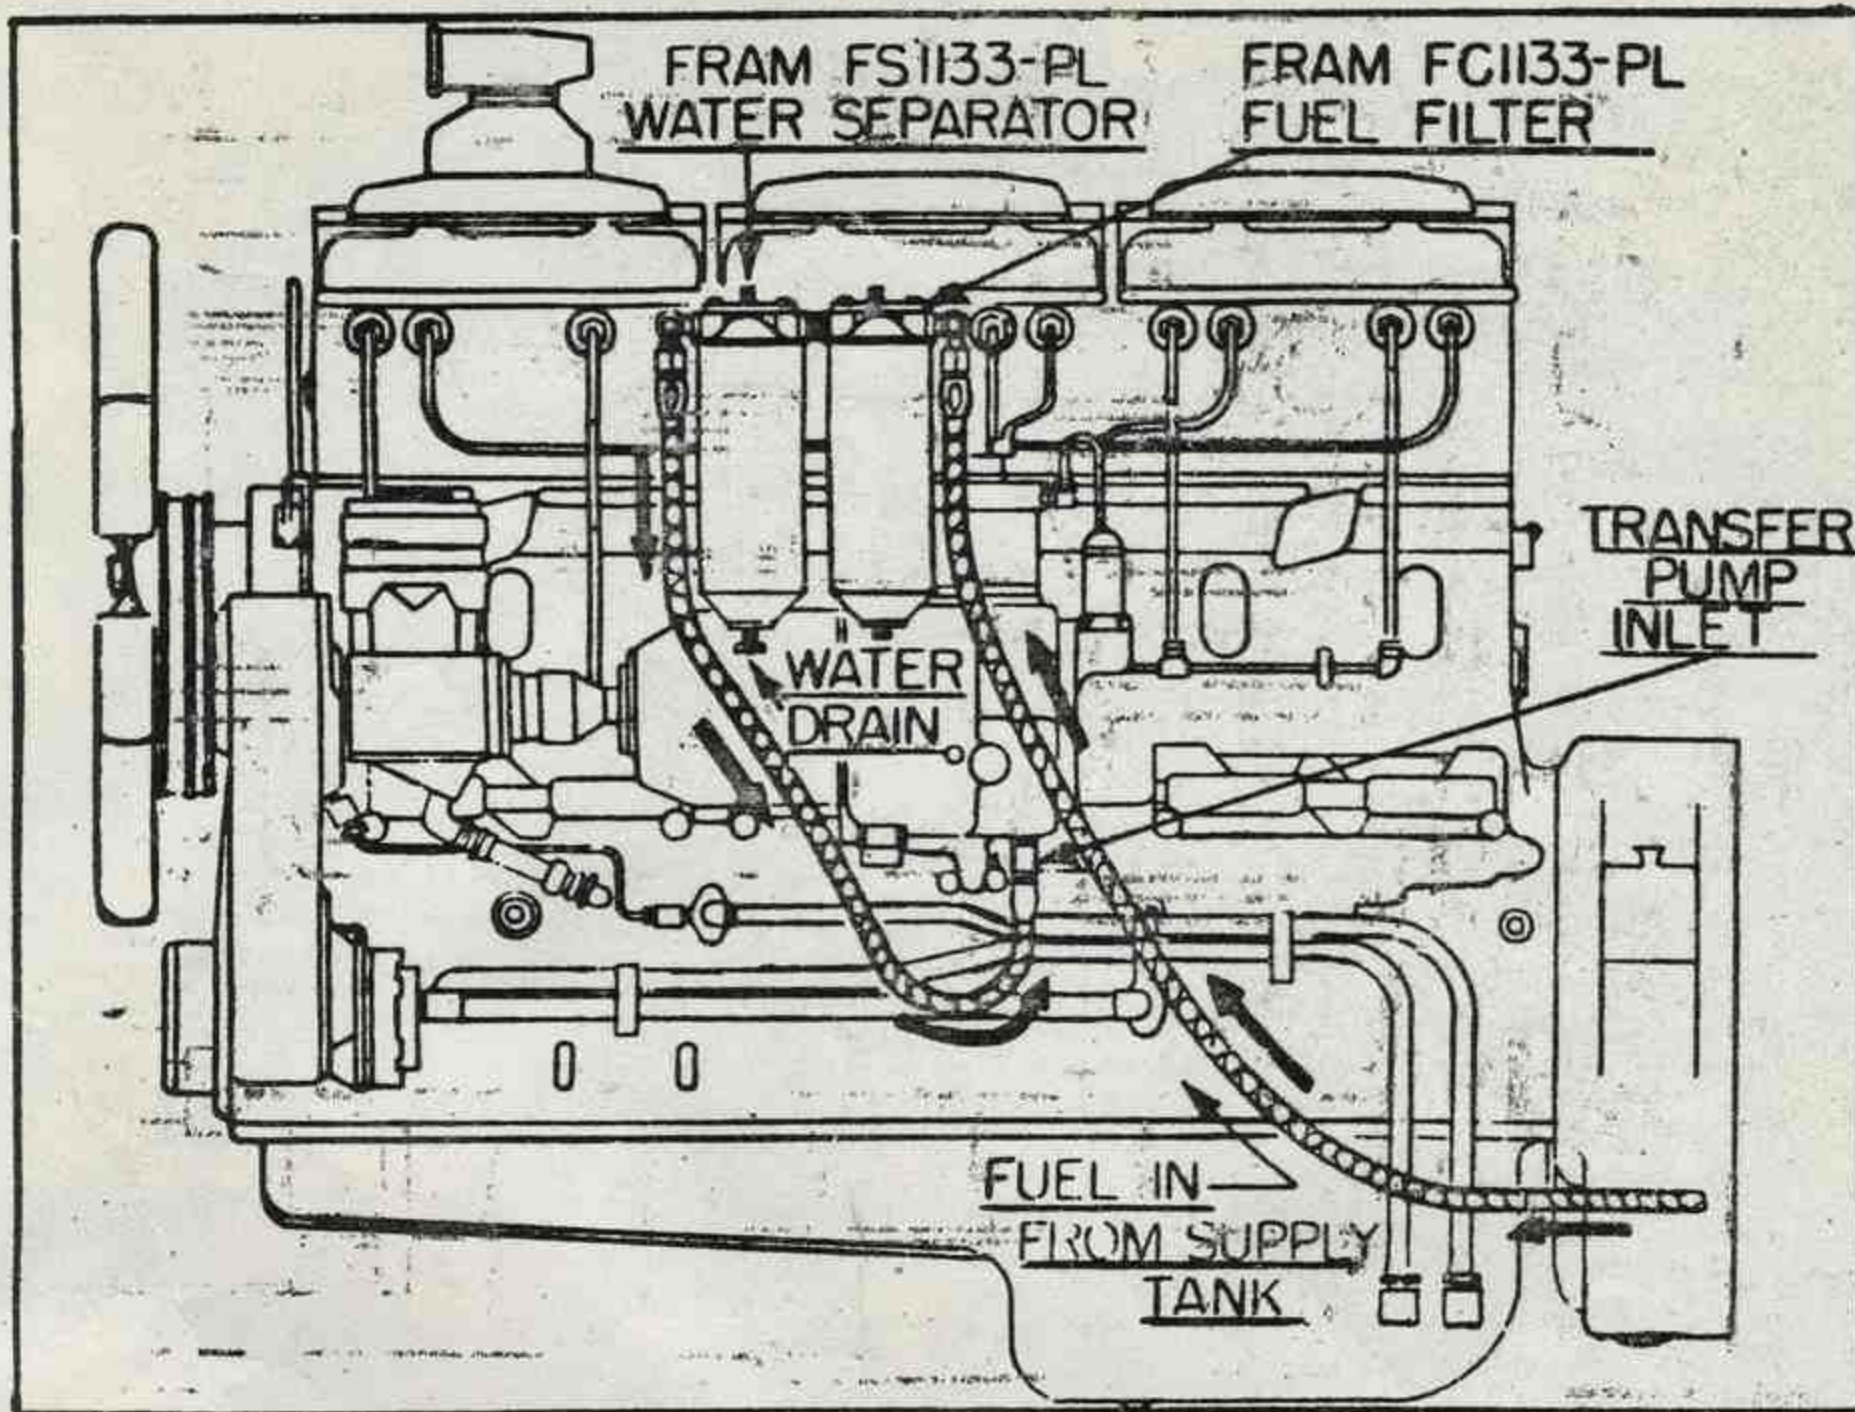 FRAM FS1133-PL
WATER SEPARATOR
FRAM FC1133-PL
FUEL FILTER
TRANSFER
PUMP
INLET
WATER
DRAIN
FUEL IN
FROM SUPPLY
TANK